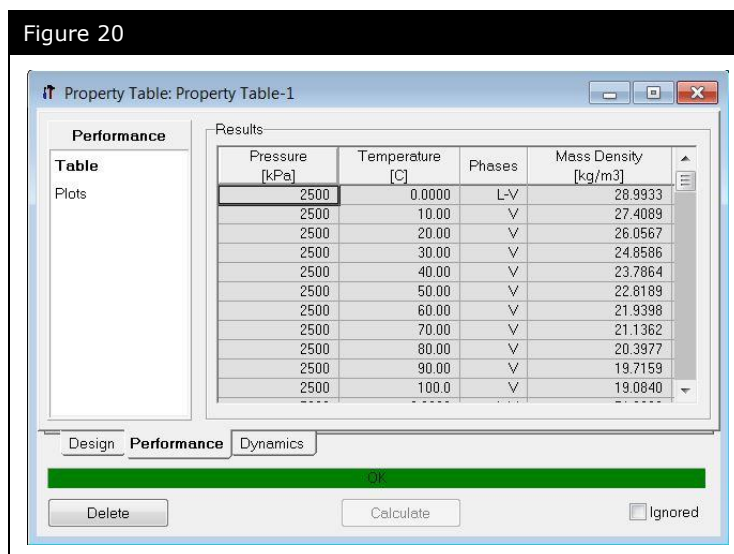 Figure 20
Property Table: Property Table-1
Performance
Table
Plots
Results
Pressure [kPa] Temperature [C] Phases Mass Density [kg/m3]
2500 0.0000 L-V 28.9933
2500 10.00 V 27.4089
2500 20.00 V 26.0567
2500 30.00 V 24.8586
2500 40.00 V 23.7864
2500 50.00 V 22.8189
2500 60.00 V 21.9398
2500 70.00 V 21.1362
2500 80.00 V 20.3977
2500 90.00 V 19.7159
2500 100.0 V 19.0840
Design Performance Dynamics
OK
Delete Calculate Ignored